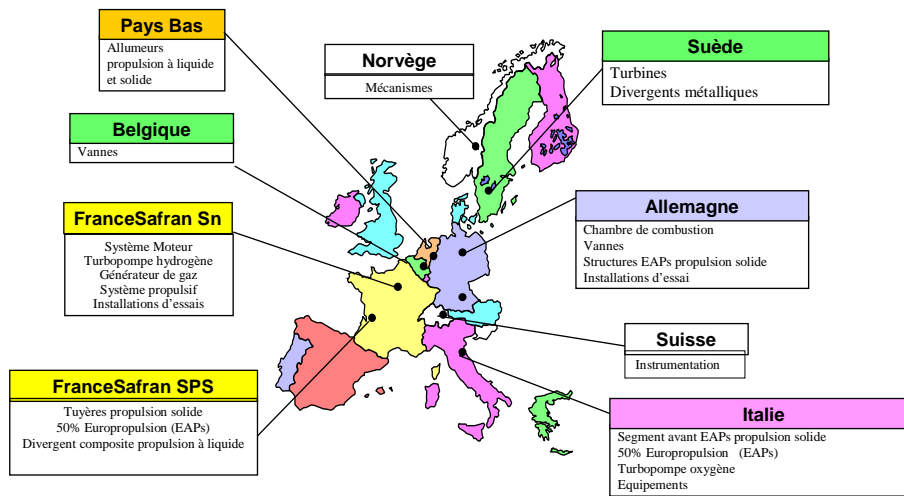 Pays Bas
Allumeurs
propulsion à liquide
et solide
Norvège
Mécanismes
Suède
Turbines
Divergents métalliques
Belgique
Vannes
FranceSafran Sn
Système Moteur
Turbopompe hydrogène
Générateur de gaz
Système propulsif
Installations d'essais
Allemagne
Chambre de combustion
Vannes
Structures EAPs propulsion solide
Installations d'essai
Suisse
Instrumentation
FranceSafran SPS
Tuyères propulsion solide
50% Europropulsion (EAPs)
Divergent composite propulsion à liquide
Italie
Segment avant EAPs propulsion solide
50% Europropulsion (EAPs)
Turbopompe oxygène
Equipements